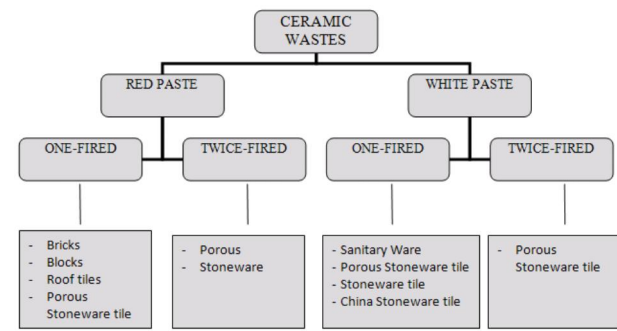 CERAMIC
WASTES
RED PASTE
WHITE PASTE
ONE-FIRED
TWICE-FIRED
ONE-FIRED
TWICE-FIRED
- Bricks
- Blocks
- Roof tiles
- Porous
Stoneware tile
- Porous
- Stoneware
- Sanitary Ware
- Porous Stoneware tile
- Stoneware tile
- China Stoneware tile
- Porous
Stoneware tile